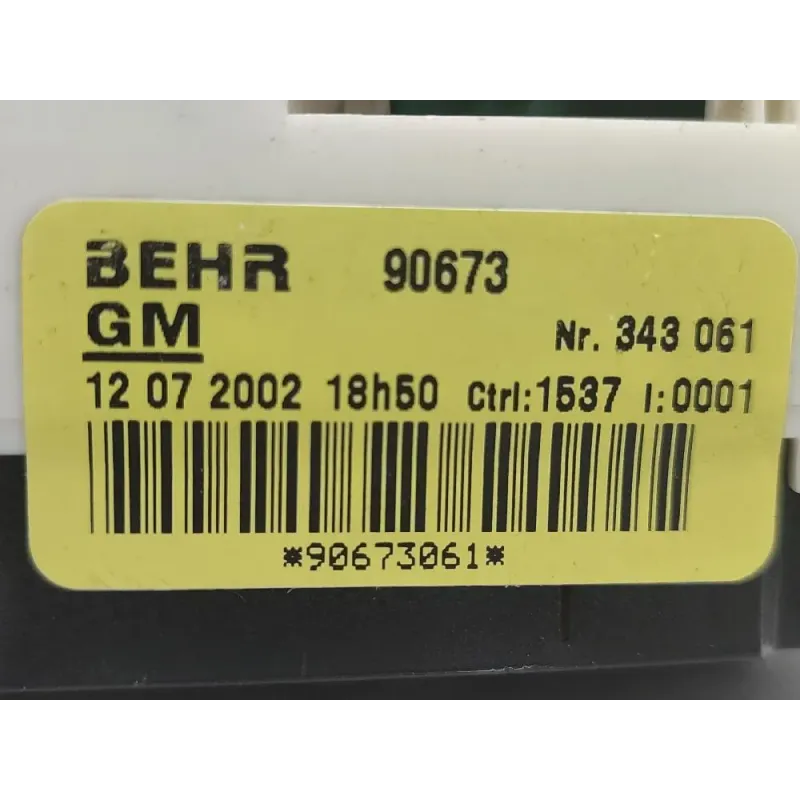 BEHR 90673
GM Nr. 343 061
12 07 2002 18h50 Ctrl:1537 I:0001
*90673061*